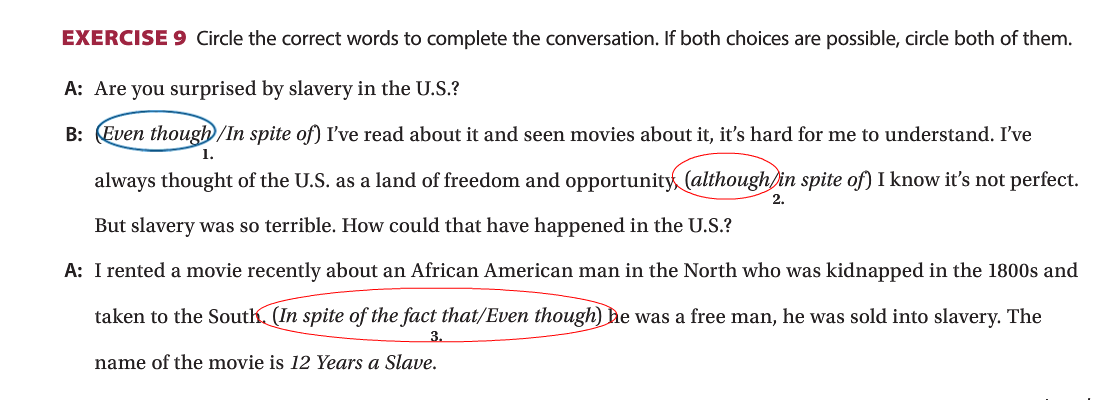 EXERCISE 9 Circle the correct words to complete the conversation. If both choices are possible, circle both of them.
A: Are you surprised by slavery in the U.S.?
B: (Even though/In spite of) I've read about it and seen movies about it, it's hard for me to understand. I've
1.
always thought of the U.S. as a land of freedom and opportunity, (although/in spite of) I know it's not perfect.
2.
But slavery was so terrible. How could that have happened in the U.S.?
A: I rented a movie recently about an African American man in the North who was kidnapped in the 1800s and
taken to the South. (In spite of the fact that/Even though) he was a free man, he was sold into slavery. The
3.
name of the movie is 12 Years a Slave.